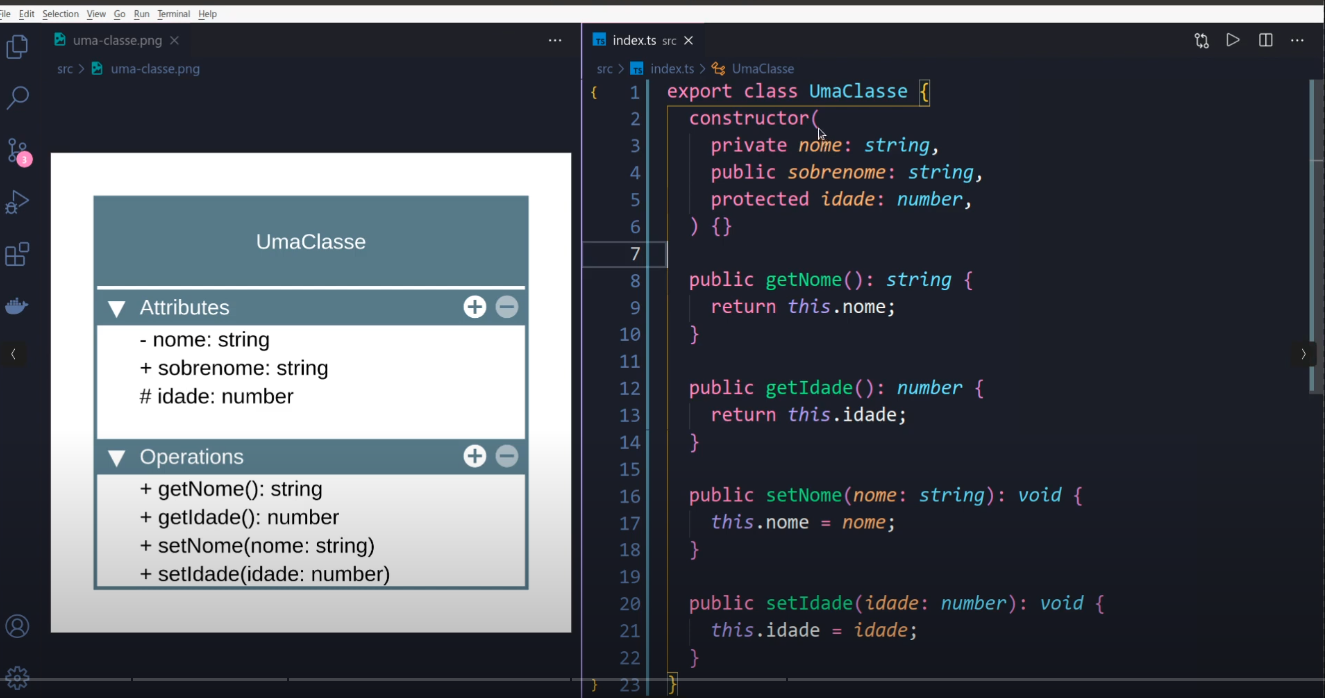 File Edit Selection View Go Run Terminal Help
uma-classe.png
src > uma-classe.png
3
UmaClasse
Attributes
- nome: string
+ sobrenome: string
# idade: number
Operations
+ getNome(): string
+ getIdade(): number
+ setNome(nome: string)
+ setIdade(idade: number)
TS index.ts src
src > TS index.ts > UmaClasse
1 export class UmaClasse {
2 constructor(
3 private nome: string,
4 public sobrenome: string,
5 protected idade: number,
6 ) {}
7
8 public getNome(): string {
9 return this.nome;
10 }
11
12 public getIdade(): number {
13 return this.idade;
14 }
15
16 public setNome(nome: string): void {
17 this.nome = nome;
18 }
19
20 public setIdade(idade: number): void {
21 this.idade = idade;
22 }
23 }